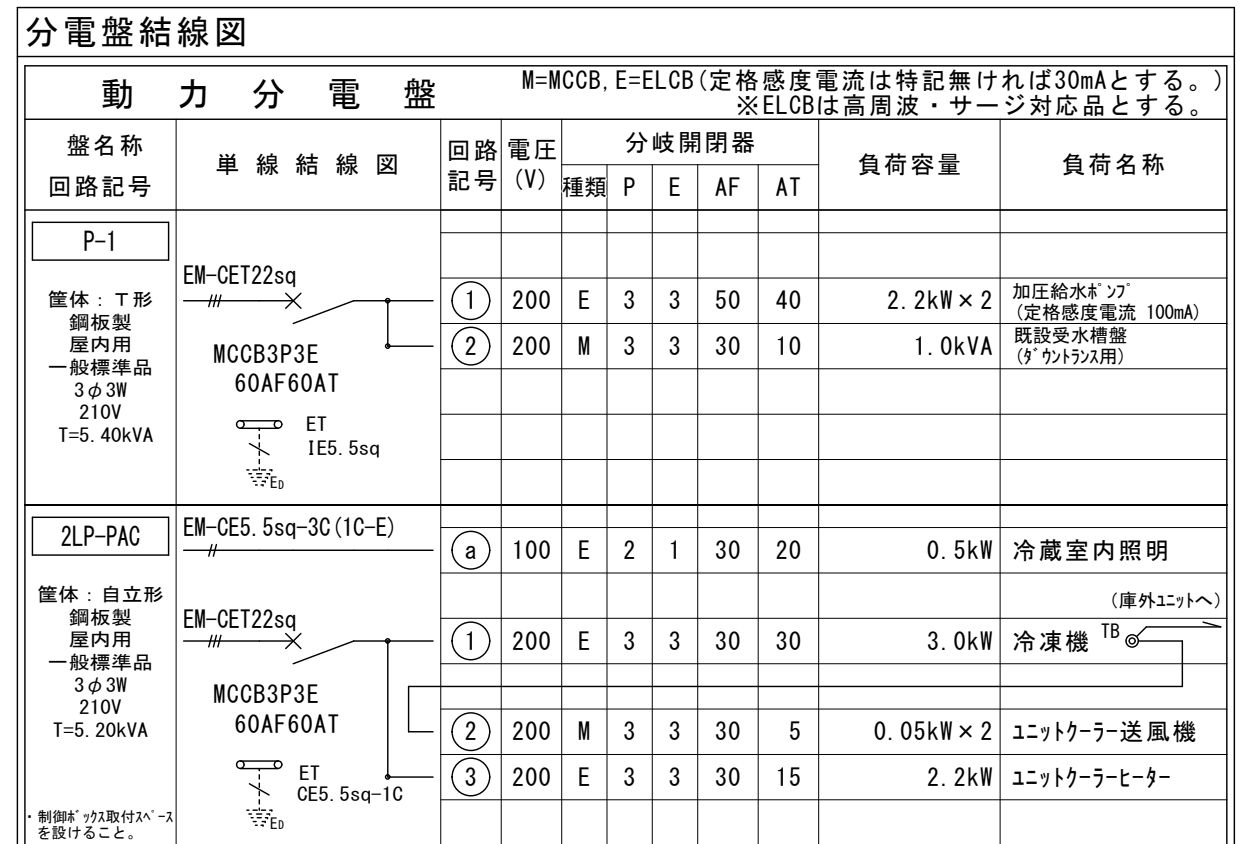 分電盤結線図
動力分電盤
M=MCCB, E=ELCB(定格感度電流は特記無ければ30mAとする。)
※ELCBは高周波・サージ対応品とする。
盤名称
回路記号
単線結線図
回路
記号
電圧
(V)
分岐開閉器
種類 P E AF AT
負荷容量
負荷名称
P-1
筐体：T形
鋼板製
屋内用
一般標準品
3φ3W
210V
T=5.40kVA
EM-CET22sq
MCCB3P3E
60AF60AT
ET
IE5.5sq
ED
1 200 E 3 3 50 40 2.2kW×2 加圧給水ﾎﾟﾝﾌﾟ
(定格感度電流 100mA)
2 200 M 3 3 30 10 1.0kVA 既設受水槽盤
(ﾀﾞｳﾝﾄﾗﾝｽ用)
2LP-PAC
筐体：自立形
鋼板製
屋内用
一般標準品
3φ3W
210V
T=5.20kVA
・制御ﾎﾞｯｸｽ取付ｽﾍﾟｰｽ
を設けること。
EM-CE5.5sq-3C(1C-E)
EM-CET22sq
MCCB3P3E
60AF60AT
ET
CE5.5sq-1C
ED
a 100 E 2 1 30 20 0.5kW 冷蔵室内照明
(庫外ﾕﾆｯﾄへ)
1 200 E 3 3 30 30 3.0kW 冷凍機 TB
2 200 M 3 3 30 5 0.05kW×2 ﾕﾆｯﾄｸｰﾗｰ送風機
3 200 E 3 3 30 15 2.2kW ﾕﾆｯﾄｸｰﾗｰﾋｰﾀｰ